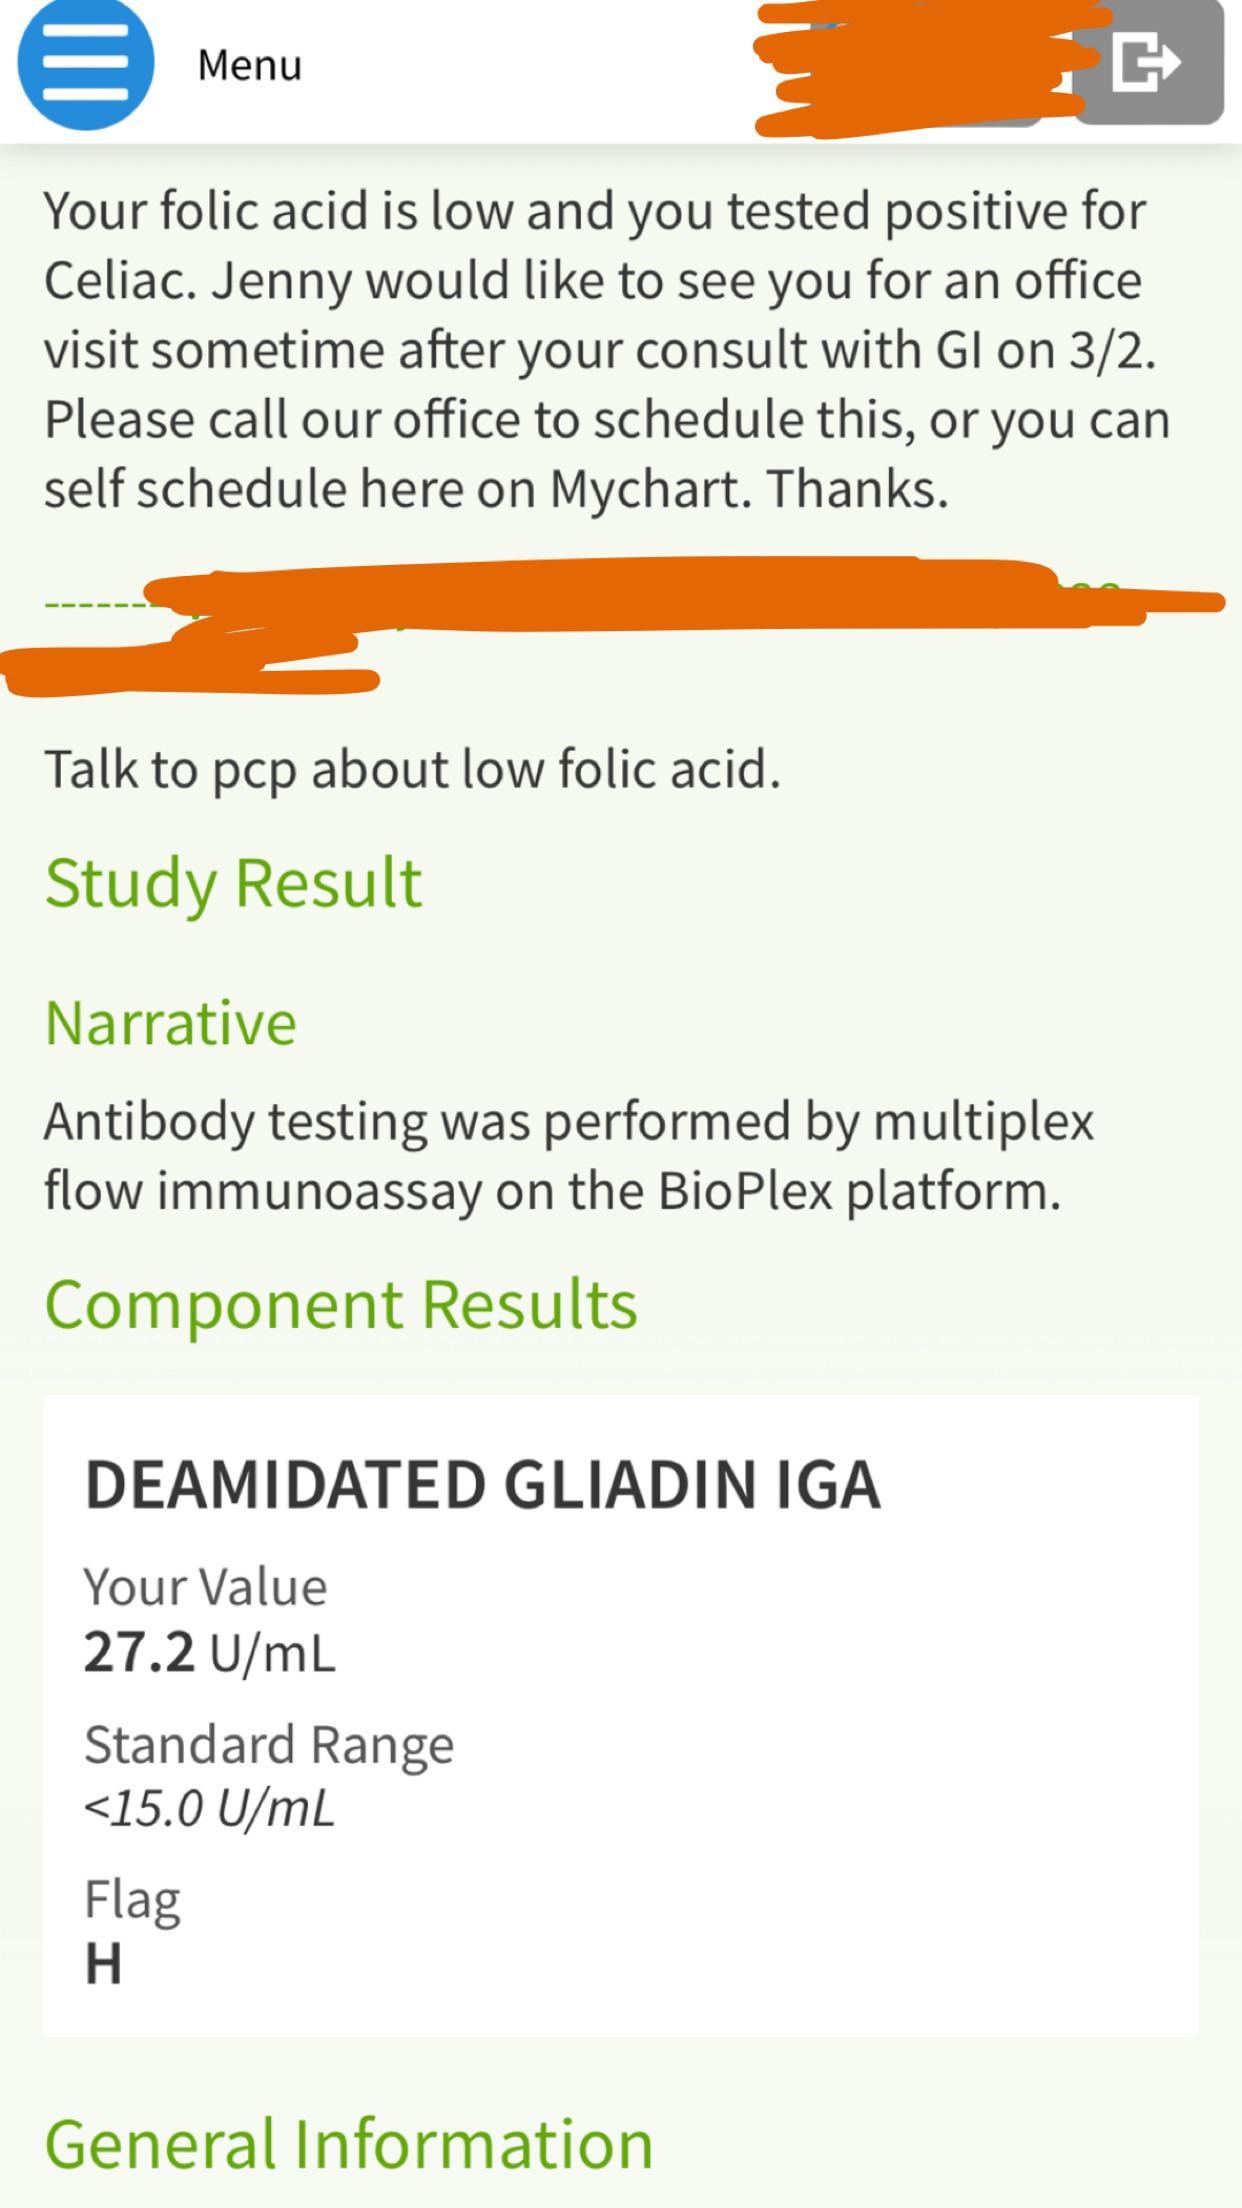 Menu
Your folic acid is low and you tested positive for
Celiac. Jenny would like to see you for an office
visit sometime after your consult with GI on 3/2.
Please call our office to schedule this, or you can
self schedule here on Mychart. Thanks.
-------
Talk to pcp about low folic acid.
Study Result
Narrative
Antibody testing was performed by multiplex
flow immunoassay on the BioPlex platform.
Component Results
DEAMIDATED GLIADIN IGA
Your Value
27.2 U/mL
Standard Range
<15.0 U/mL
Flag
H
General Information